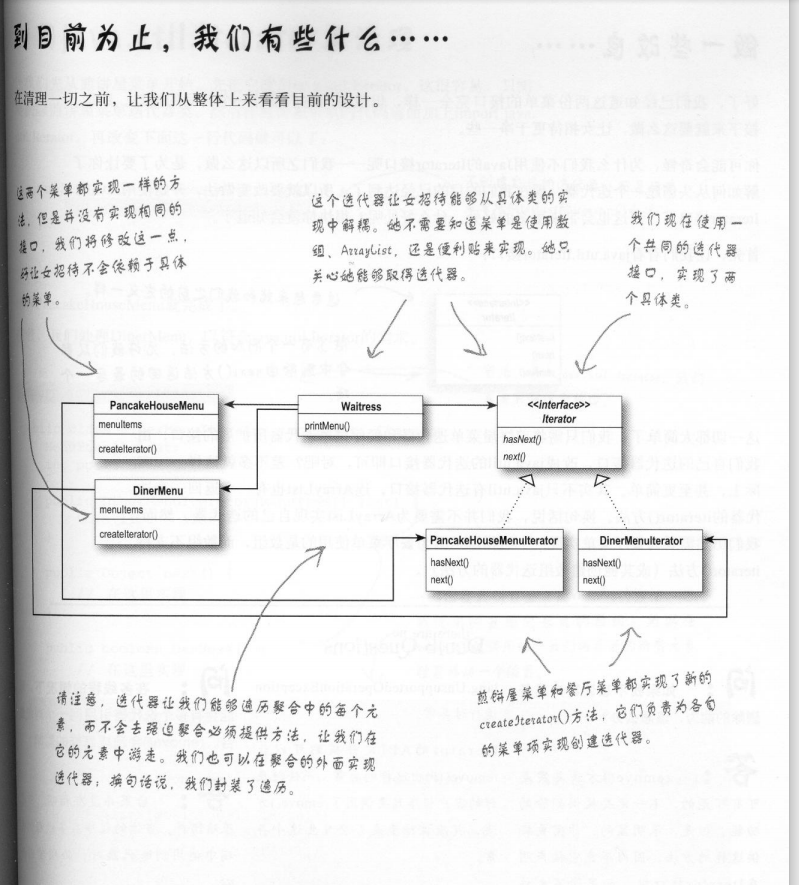 到目前为止，我们有些什么……
在清理一切之前，让我们从整体上来看看目前的设计。
这两个菜单都实现一样的方
法，但是并没有实现相同的
接口，我们将修改这一点，
好让女招待不会依赖于具体
的菜单。
这个迭代器让女招待能够从具体类的实
现中解耦。她不需要知道菜单是使用数
组、ArrayList，还是便利贴来实现。她只
关心她能够取得迭代器。
我们现在使用一
个共同的迭代器
接口，实现了两
个具体类。
PancakeHouseMenu
menuItems
createIterator()
Waitress
printMenu()
<<interface>>
Iterator
hasNext()
next()
DinerMenu
menuItems
createIterator()
PancakeHouseMenuIterator
hasNext()
next()
DinerMenuIterator
hasNext()
next()
请注意，迭代器让我们能够遍历聚合中的每个元
素，而不会去强迫聚合必须提供方法，让我们在
它的元素中游走。我们也可以在聚合的外面实现
迭代器；换句话说，我们封装了遍历。
煎饼屋菜单和餐厅菜单都实现了新的
createIterator()方法，它们负责为各自
的菜单项实现创建迭代器。